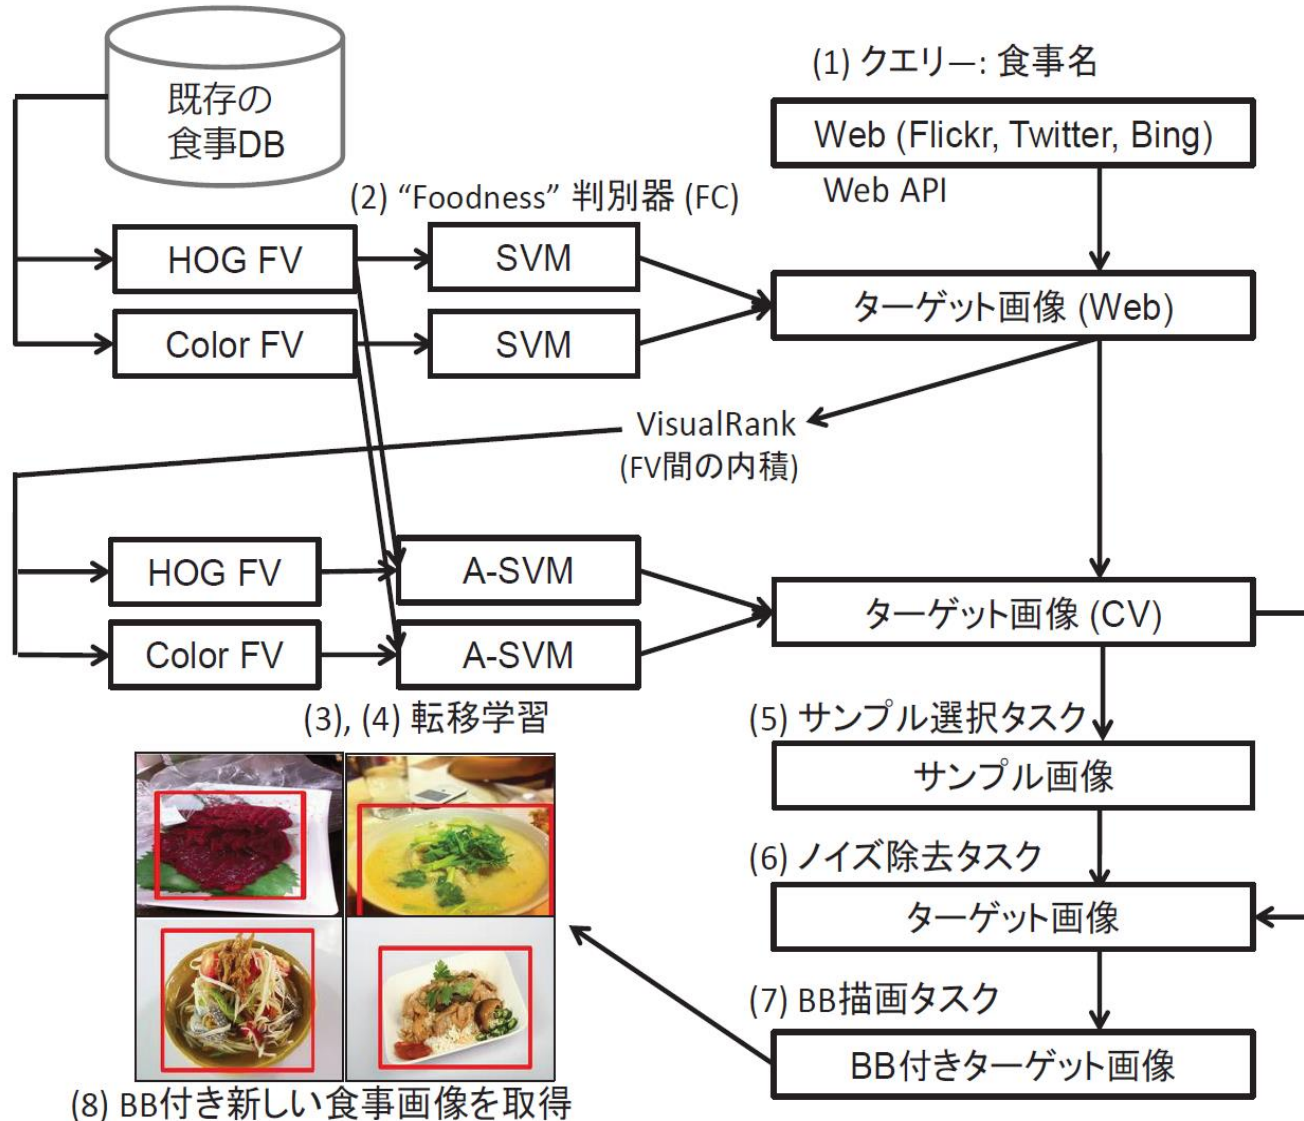 既存の
食事DB
(1) クエリー: 食事名
Web (Flickr, Twitter, Bing)
Web API
(2) “Foodness” 判別器 (FC)
HOG FV
SVM
ターゲット画像 (Web)
Color FV
SVM
VisualRank
(FV間の内積)
HOG FV
A-SVM
ターゲット画像 (CV)
Color FV
A-SVM
(3), (4) 転移学習
(5) サンプル選択タスク
サンプル画像
(6) ノイズ除去タスク
ターゲット画像
(7) BB描画タスク
BB付きターゲット画像
(8) BB付き新しい食事画像を取得